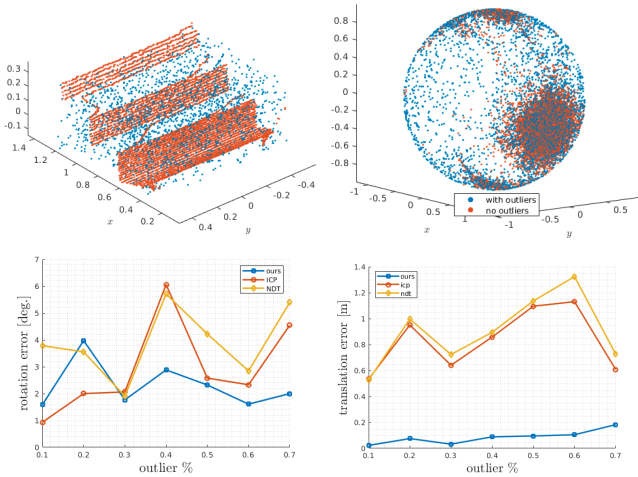 0.3
0.2
0.1
0
-0.1
1.4
1.2
1
0.8
0.6
0.4
0.2
x
0.4
0.2
0
-0.2
-0.4
y
0.8
0.6
0.4
0.2
0
-0.2
-0.4
-0.6
-0.8
-1
-0.5
0
0.5
1
x
-1
-0.5
0
0.5
y
with outliers
no outliers
7
6
5
4
3
2
1
0
rotation error [deg.]
ours
ICP
NDT
0.1 0.2 0.3 0.4 0.5 0.6 0.7
outlier %
1.4
1.2
1
0.8
0.6
0.4
0.2
0
translation error [m]
ours
icp
ndt
0.1 0.2 0.3 0.4 0.5 0.6 0.7
outlier %